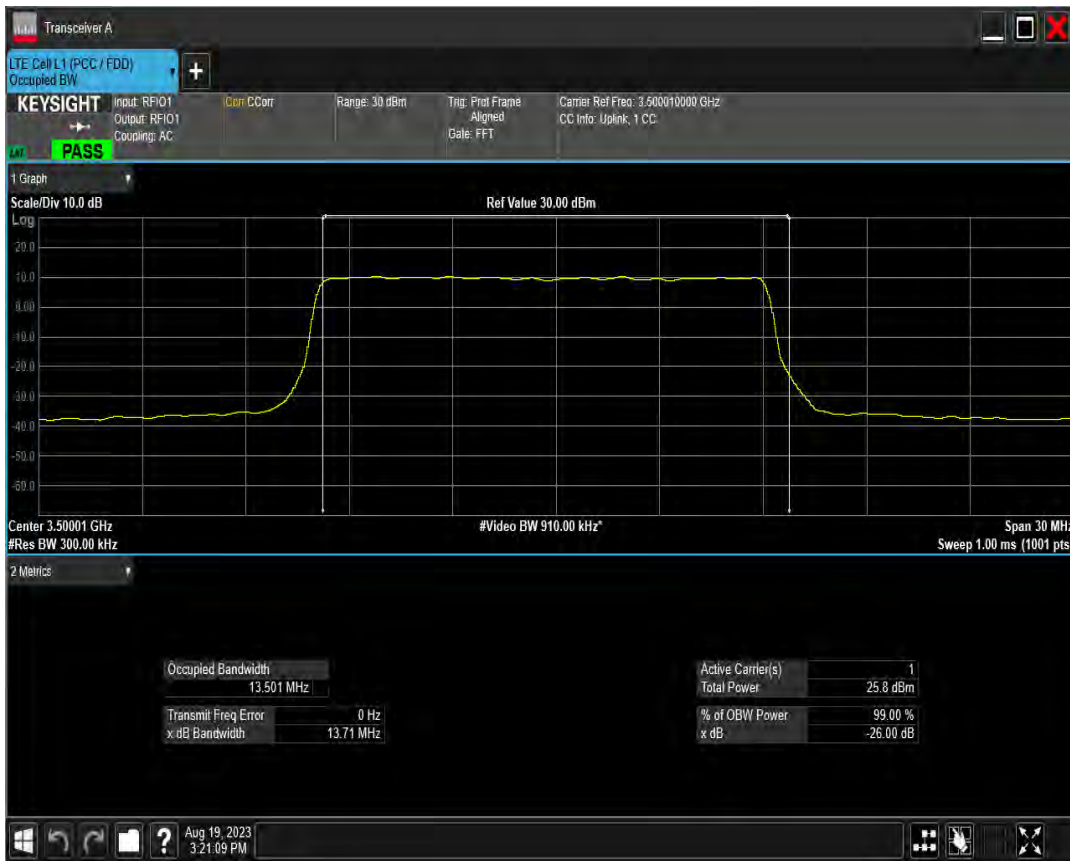 Transceiver A
LTE Cell L1 (PCC / FDD)
Occupied BW
+
KEYSIGHT
Input: RFIO1
Output: RFIO1
Coupling: AC
Corr CCorr
Range: 30 dBm
Trig: Prot Frame
Aligned
Gate: FFT
Carrier Ref Freq: 3.500010000 GHz
CC Info: Uplink, 1 CC
PASS
1 Graph
Scale/Div 10.0 dB
Ref Value 30.00 dBm
Log
20.0
10.0
0.00
-10.0
-20.0
-30.0
-40.0
-50.0
-60.0
Center 3.50001 GHz
#Video BW 910.00 kHz*
Span 30 MHz
#Res BW 300.00 kHz
Sweep 1.00 ms (1001 pts
2 Metrics
Occupied Bandwidth
13.501 MHz
Transmit Freq Error 0 Hz
x dB Bandwidth 13.71 MHz
Active Carrier(s) 1
Total Power 25.8 dBm
% of OBW Power 99.00 %
x dB -26.00 dB
?
Aug 19, 2023
3:21:09 PM